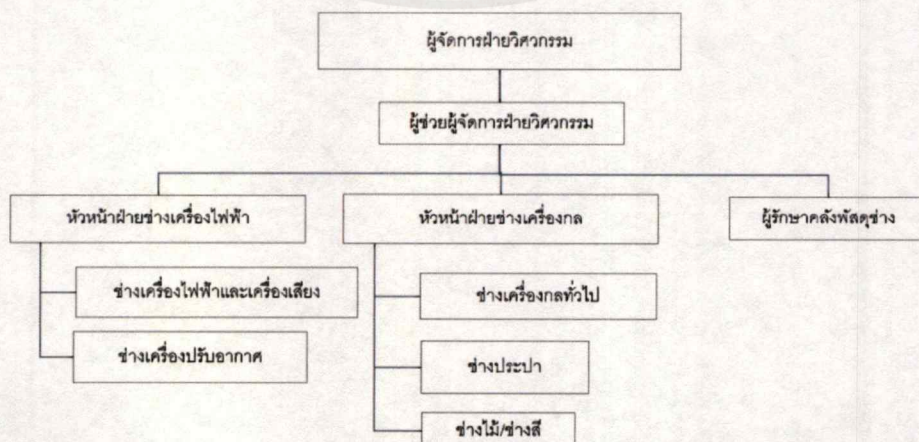 ผู้จัดการฝ่ายวิศวกรรม
ผู้ช่วยผู้จัดการฝ่ายวิศวกรรม
หัวหน้าฝ่ายช่างเครื่องไฟฟ้า
หัวหน้าฝ่ายช่างเครื่องกล
ผู้รักษาคลังพัสดุช่าง
ช่างเครื่องไฟฟ้าและเครื่องเสียง
ช่างเครื่องกลทั่วไป
ช่างเครื่องปรับอากาศ
ช่างประปา
ช่างไม้/ช่างสี